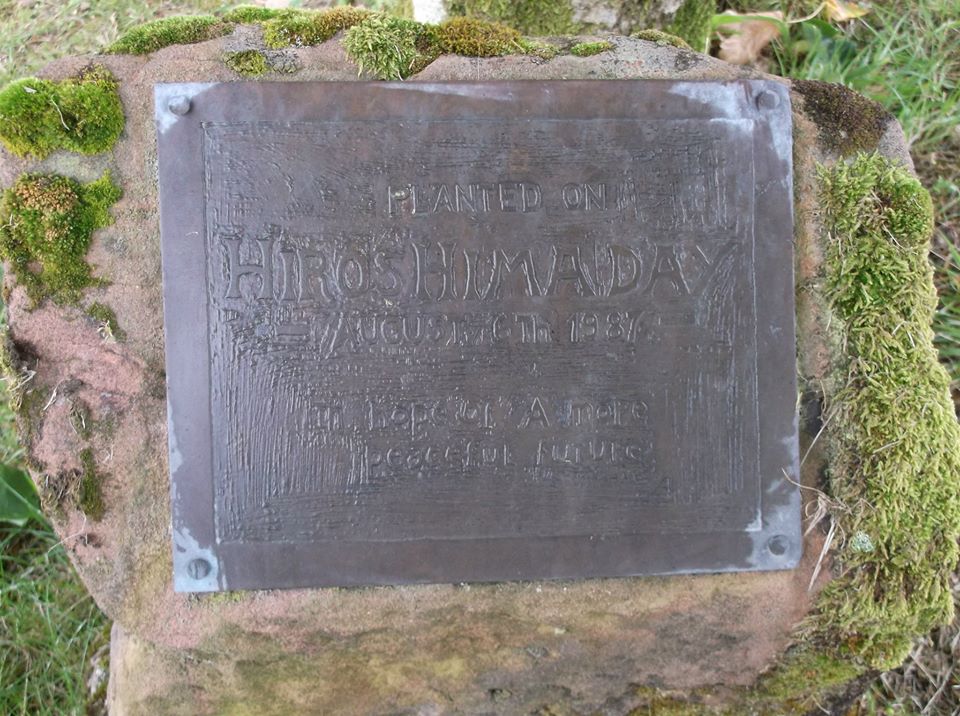 PLANTED ON
HIROSHIMA DAY
AUGUST 6TH 1987
In hope of A more
peaceful future